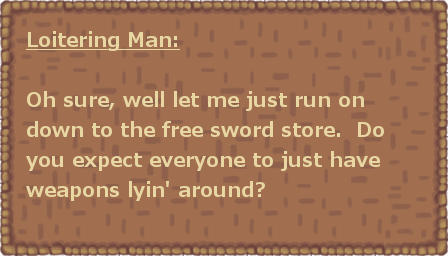 Loitering Man:
Oh sure, well let me just run on
down to the free sword store.  Do
you expect everyone to just have
weapons lyin' around?